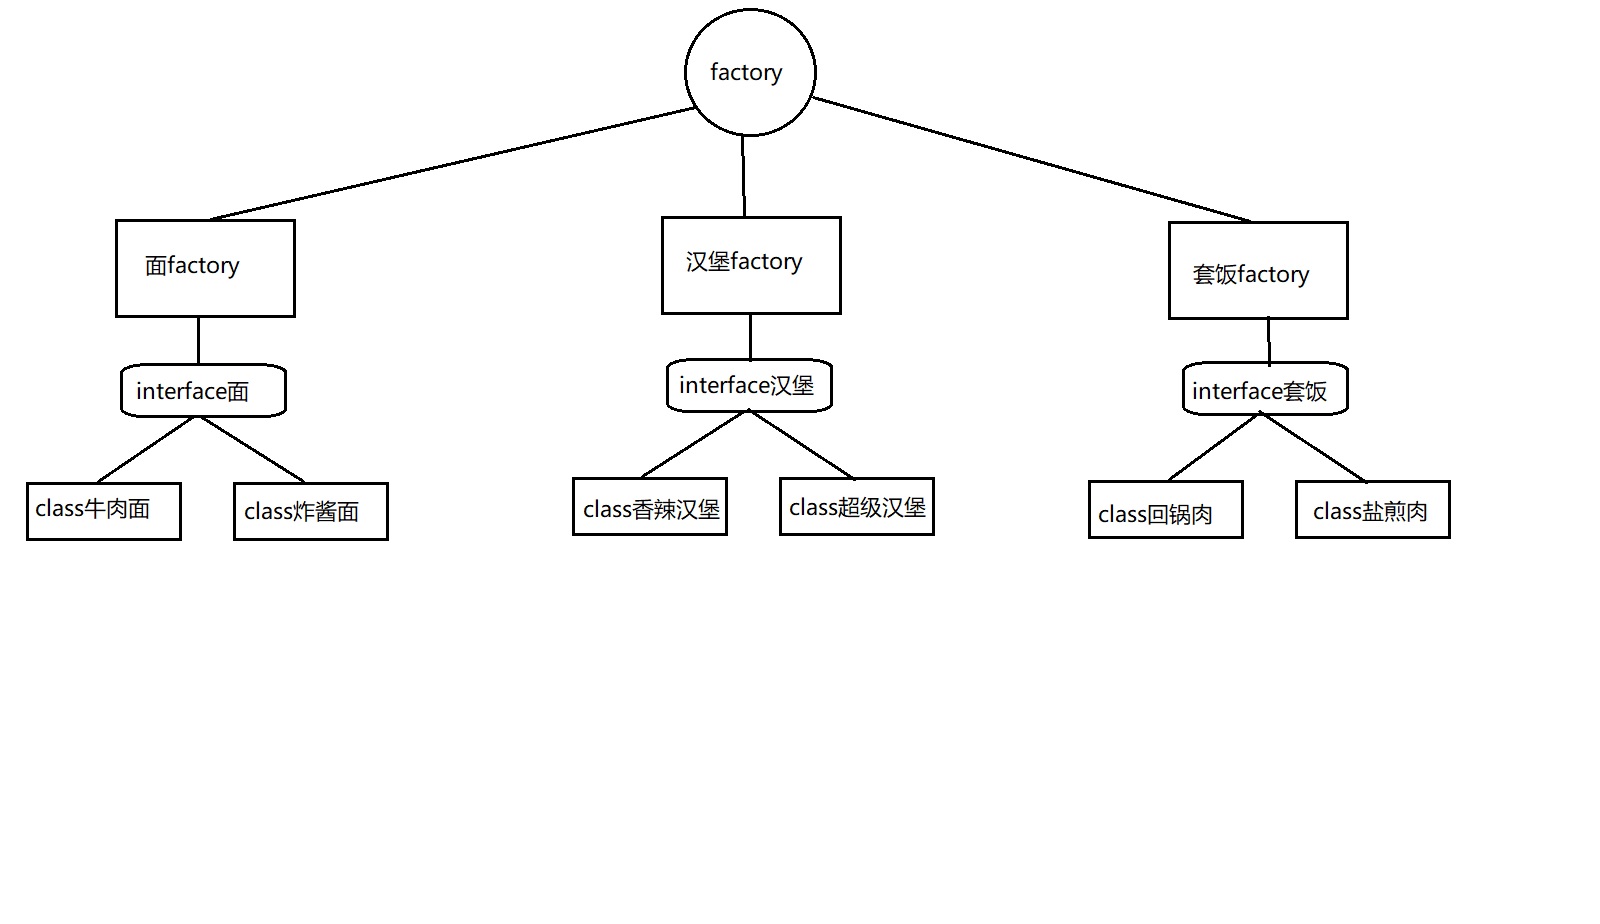 factory
面factory
汉堡factory
套饭factory
interface面
interface汉堡
interface套饭
class牛肉面
class炸酱面
class香辣汉堡
class超级汉堡
class回锅肉
class盐煎肉